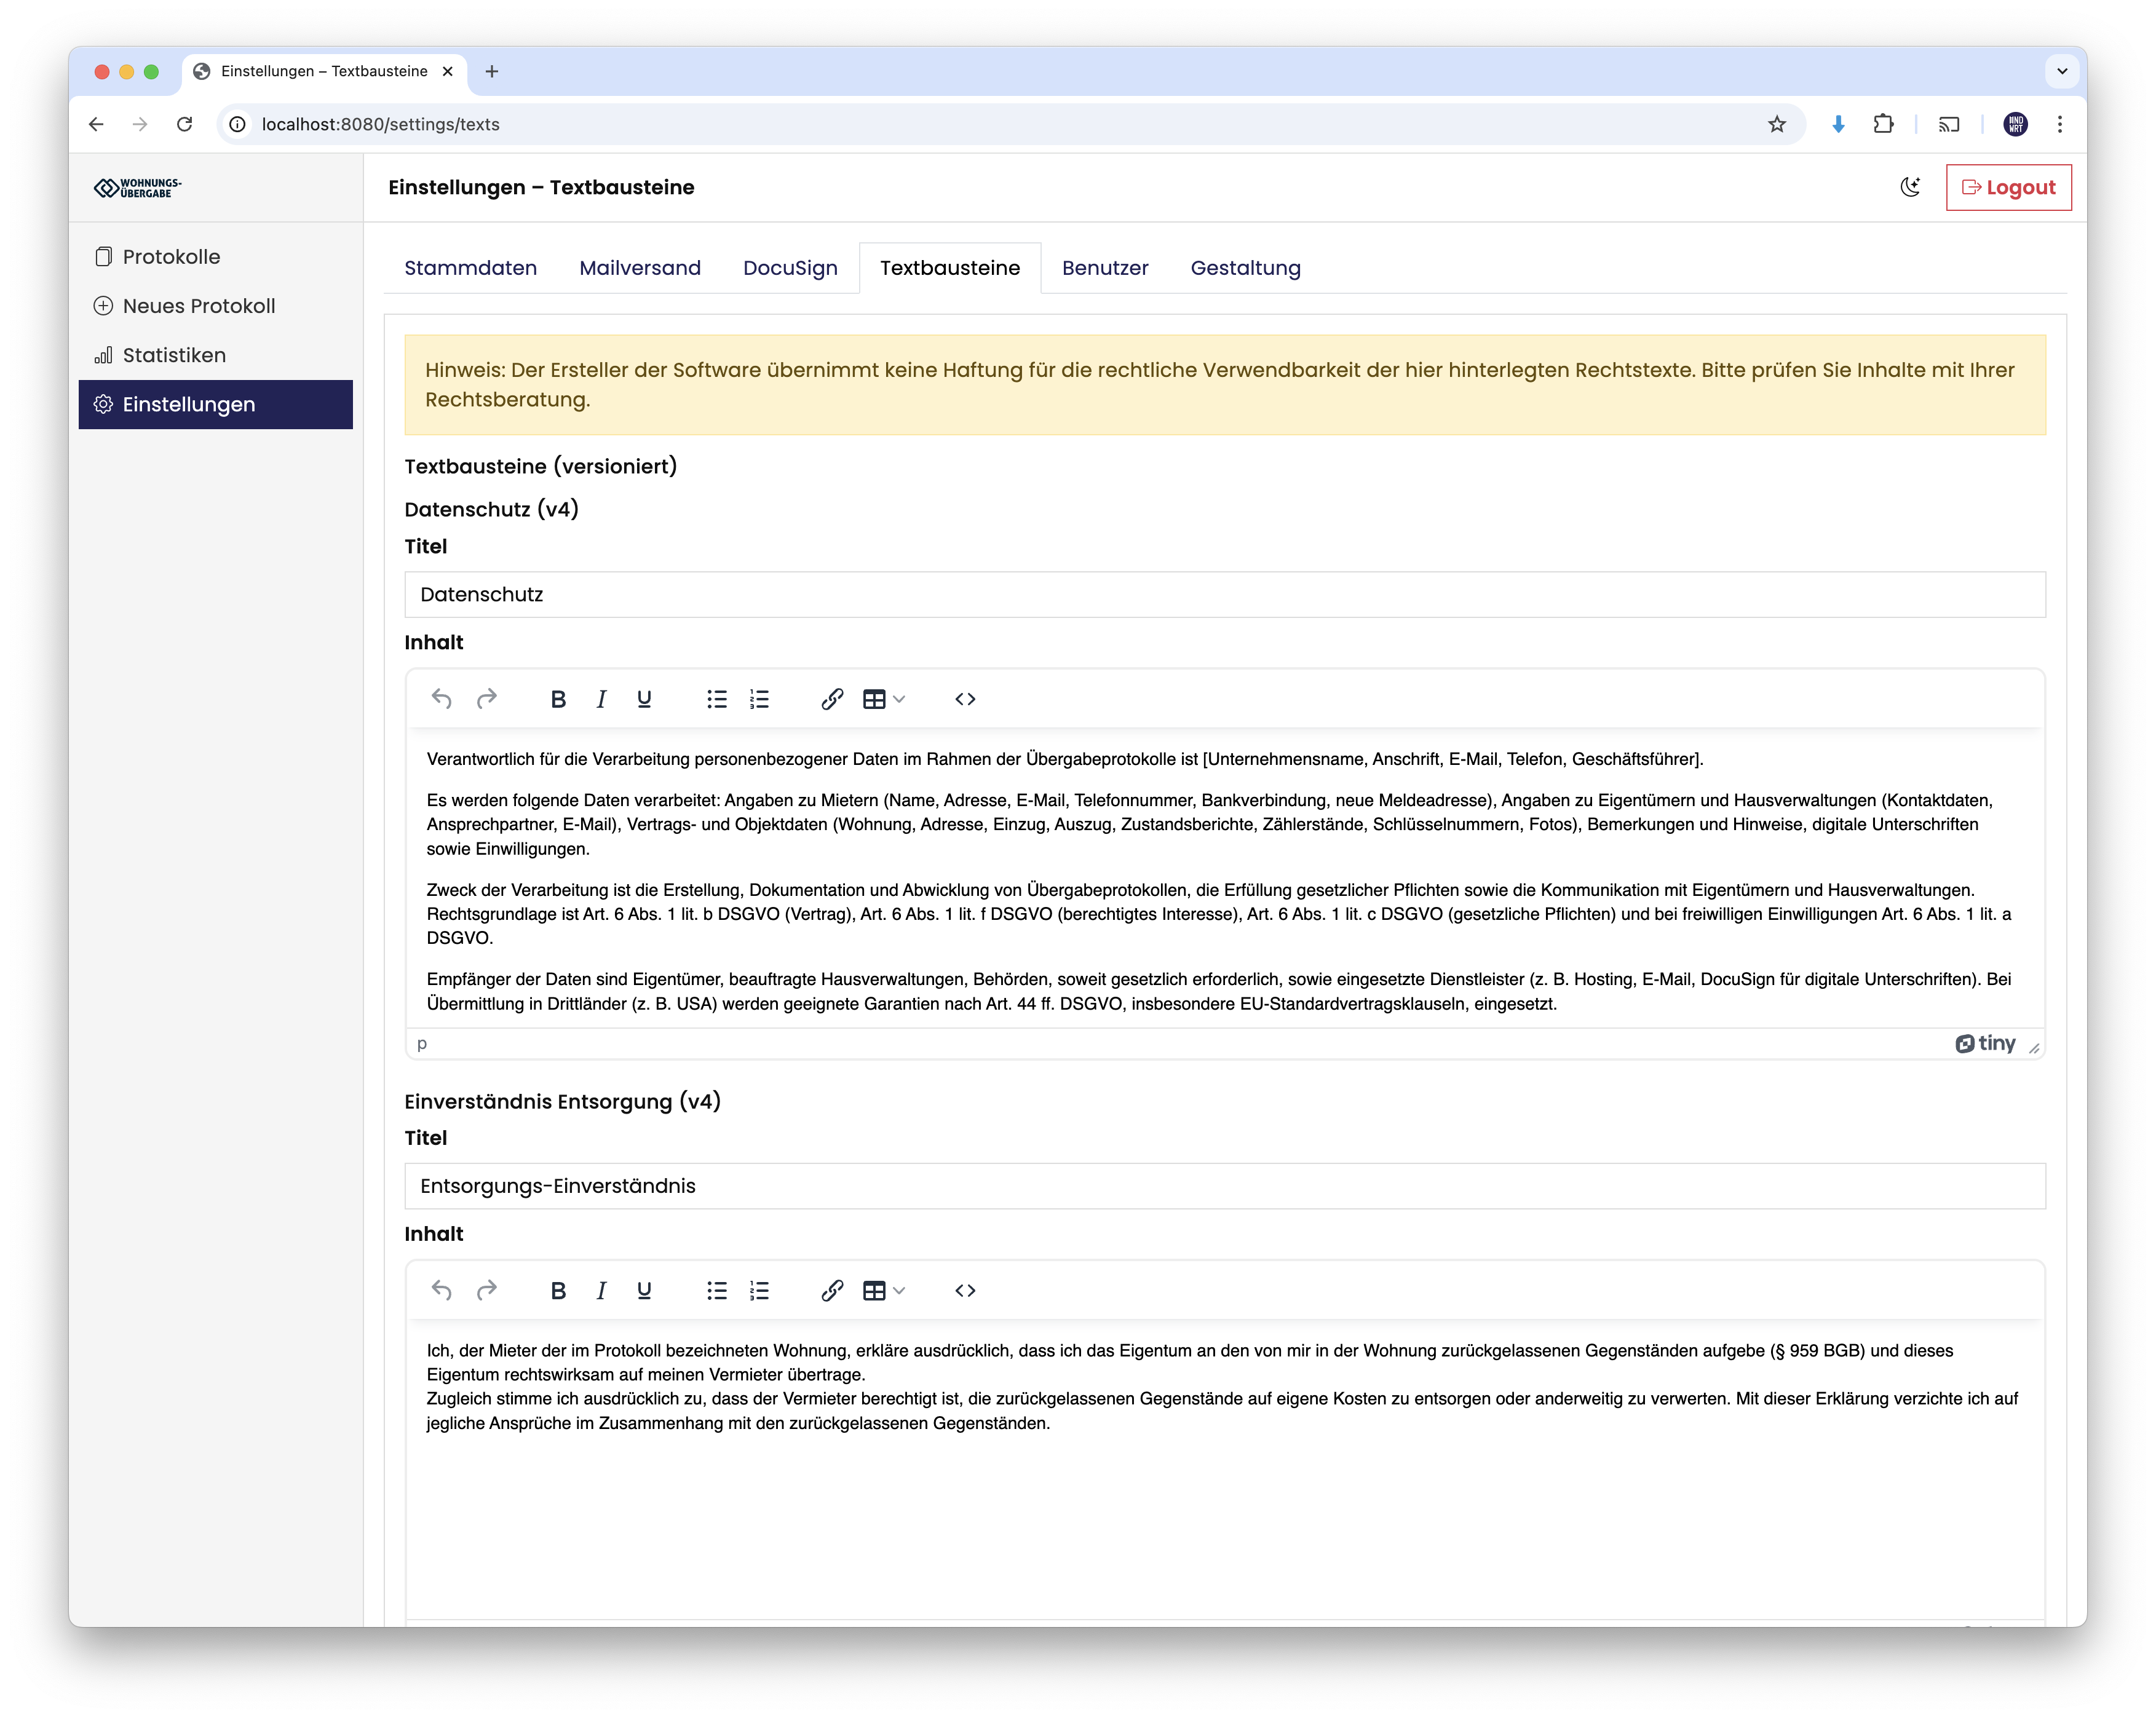 Einstellungen – Textbausteine
localhost:8080/settings/texts
WOHNUNGS-
ÜBERGABE
Einstellungen – Textbausteine
Logout
Protokolle
Neues Protokoll
Statistiken
Einstellungen
Stammdaten Mailversand DocuSign Textbausteine Benutzer Gestaltung
Hinweis: Der Ersteller der Software übernimmt keine Haftung für die rechtliche Verwendbarkeit der hier hinterlegten Rechtstexte. Bitte prüfen Sie Inhalte mit Ihrer
Rechtsberatung.
Textbausteine (versioniert)
Datenschutz (v4)
Titel
Datenschutz
Inhalt
Verantwortlich für die Verarbeitung personenbezogener Daten im Rahmen der Übergabeprotokolle ist [Unternehmensname, Anschrift, E-Mail, Telefon, Geschäftsführer].
Es werden folgende Daten verarbeitet: Angaben zu Mietern (Name, Adresse, E-Mail, Telefonnummer, Bankverbindung, neue Meldeadresse), Angaben zu Eigentümern und Hausverwaltungen (Kontaktdaten,
Ansprechpartner, E-Mail), Vertrags- und Objektdaten (Wohnung, Adresse, Einzug, Auszug, Zustandsberichte, Zählerstände, Schlüsselnummern, Fotos), Bemerkungen und Hinweise, digitale Unterschriften
sowie Einwilligungen.
Zweck der Verarbeitung ist die Erstellung, Dokumentation und Abwicklung von Übergabeprotokollen, die Erfüllung gesetzlicher Pflichten sowie die Kommunikation mit Eigentümern und Hausverwaltungen.
Rechtsgrundlage ist Art. 6 Abs. 1 lit. b DSGVO (Vertrag), Art. 6 Abs. 1 lit. f DSGVO (berechtigtes Interesse), Art. 6 Abs. 1 lit. c DSGVO (gesetzliche Pflichten) und bei freiwilligen Einwilligungen Art. 6 Abs. 1 lit. a
DSGVO.
Empfänger der Daten sind Eigentümer, beauftragte Hausverwaltungen, Behörden, soweit gesetzlich erforderlich, sowie eingesetzte Dienstleister (z. B. Hosting, E-Mail, DocuSign für digitale Unterschriften). Bei
Übermittlung in Drittländer (z. B. USA) werden geeignete Garantien nach Art. 44 ff. DSGVO, insbesondere EU-Standardvertragsklauseln, eingesetzt.
p
tiny
Einverständnis Entsorgung (v4)
Titel
Entsorgungs-Einverständnis
Inhalt
Ich, der Mieter der im Protokoll bezeichneten Wohnung, erkläre ausdrücklich, dass ich das Eigentum an den von mir in der Wohnung zurückgelassenen Gegenständen aufgebe (§ 959 BGB) und dieses
Eigentum rechtswirksam auf meinen Vermieter übertrage.
Zugleich stimme ich ausdrücklich zu, dass der Vermieter berechtigt ist, die zurückgelassenen Gegenstände auf eigene Kosten zu entsorgen oder anderweitig zu verwerten. Mit dieser Erklärung verzichte ich auf
jegliche Ansprüche im Zusammenhang mit den zurückgelassenen Gegenständen.